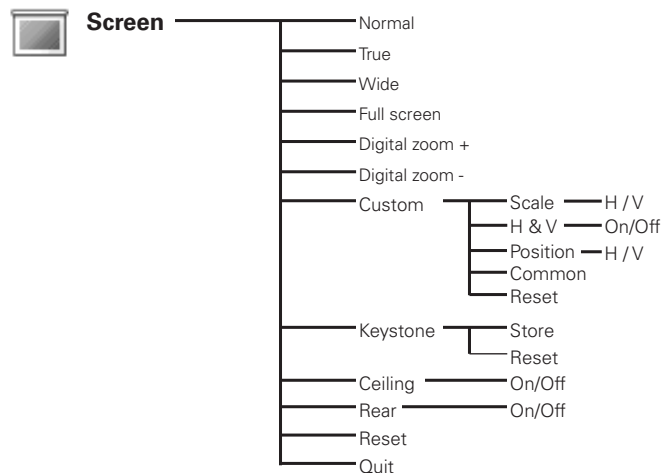 Screen
Normal
True
Wide
Full screen
Digital zoom +
Digital zoom -
Custom
Scale H / V
H & V On/Off
Position H / V
Common
Reset
Keystone Store
Reset
Ceiling On/Off
Rear On/Off
Reset
Quit